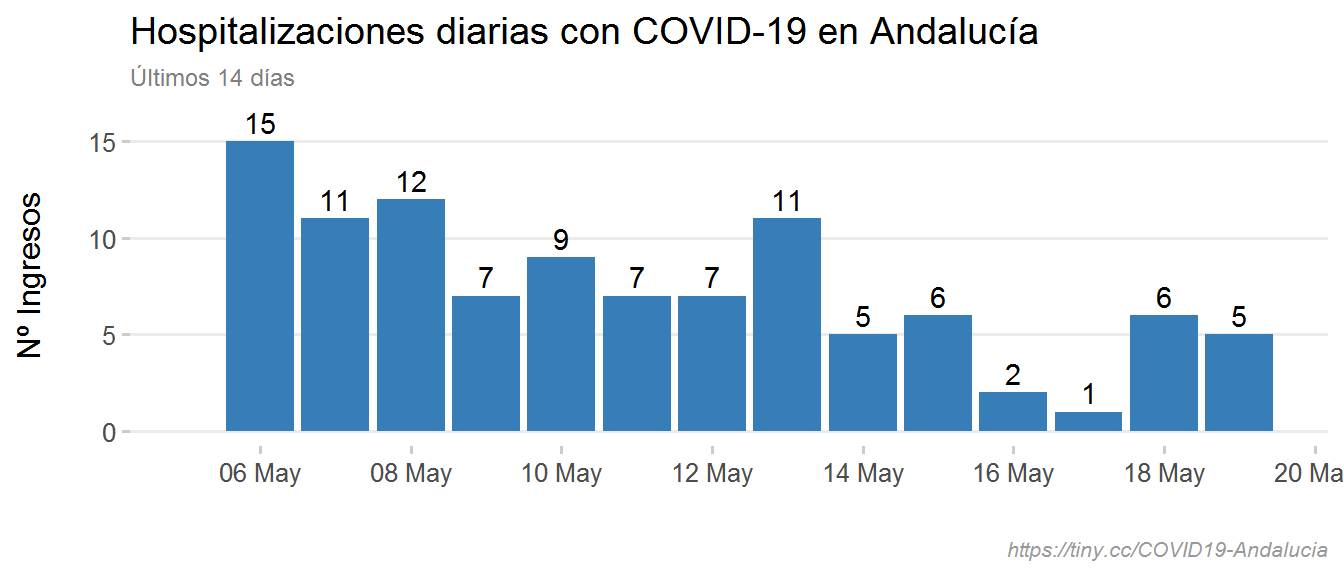 Hospitalizaciones diarias con COVID-19 en Andalucía
Últimos 14 días
Nº Ingresos
15
10
5
0
15
11
12
7
9
7
7
11
5
6
2
1
6
5
06 May
08 May
10 May
12 May
14 May
16 May
18 May
20 Ma
https://tiny.cc/COVID19-Andalucia